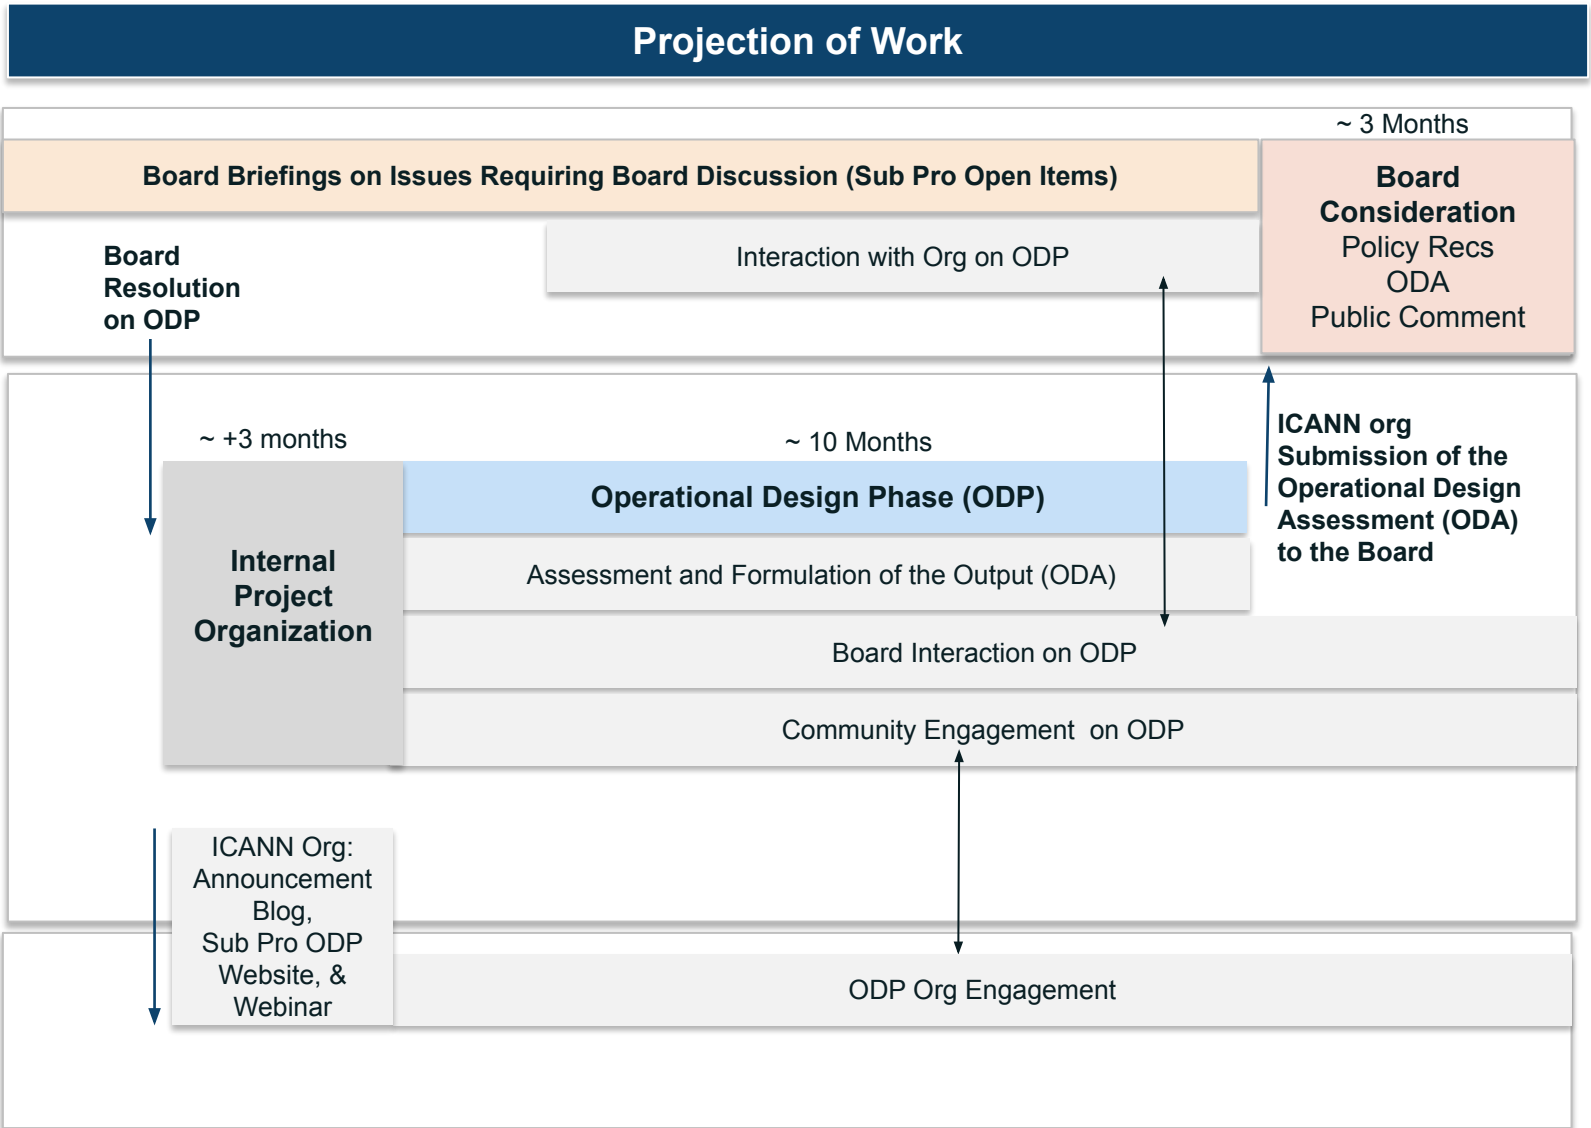 Projection of Work
~ 3 Months
Board Briefings on Issues Requiring Board Discussion (Sub Pro Open Items)
Board
Consideration
Policy Recs
ODA
Public Comment
Interaction with Org on ODP
Board
Resolution
on ODP
~ +3 months
~ 10 Months
ICANN org
Submission of the
Operational Design
Assessment (ODA)
to the Board
Operational Design Phase (ODP)
Internal
Project
Organization
Assessment and Formulation of the Output (ODA)
Board Interaction on ODP
Community Engagement  on ODP
ICANN Org:
Announcement
Blog,
Sub Pro ODP
Website, &
Webinar
ODP Org Engagement